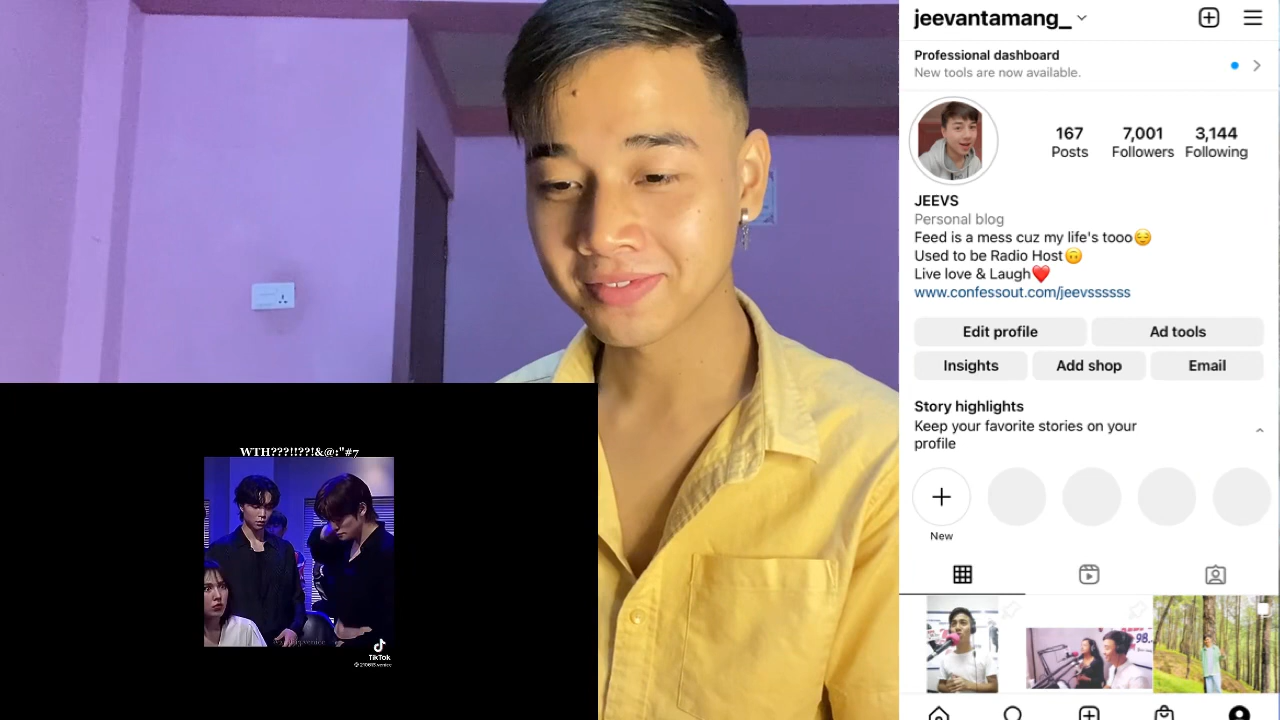 jeevantamang_
Professional dashboard
New tools are now available.
167
Posts
7,001
Followers
3,144
Following
JEEVS
Personal blog
Feed is a mess cuz my life's tooo😔
Used to be Radio Host🙃
Live love & Laugh❤️
www.confessout.com/jeevssssss
Edit profile
Ad tools
Insights
Add shop
Email
Story highlights
Keep your favorite stories on your
profile
New
98.
WTH???!!??!&@:"#7
TikTok